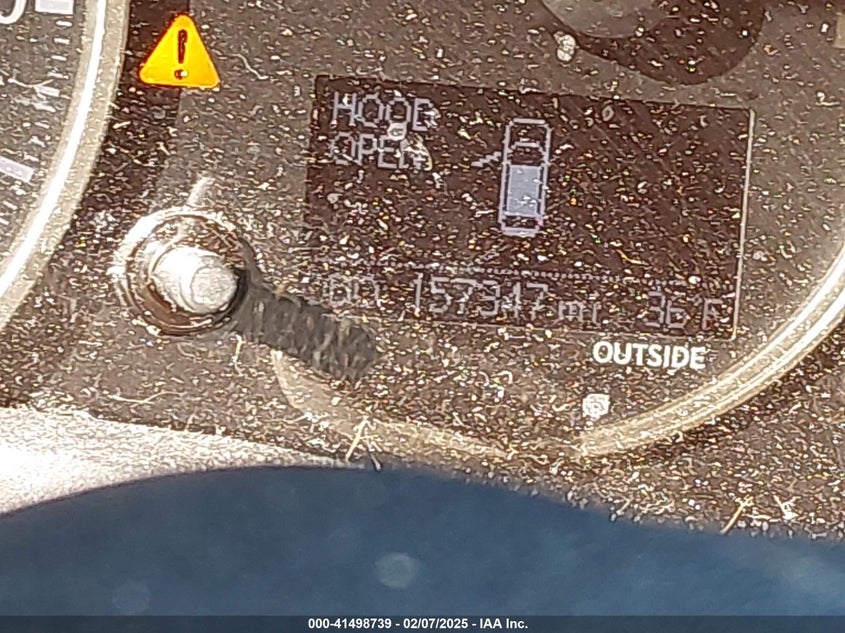 HOOD
OPEN
157347 mi 36°F
OUTSIDE
000-41498739 - 02/07/2025 - IAA Inc.